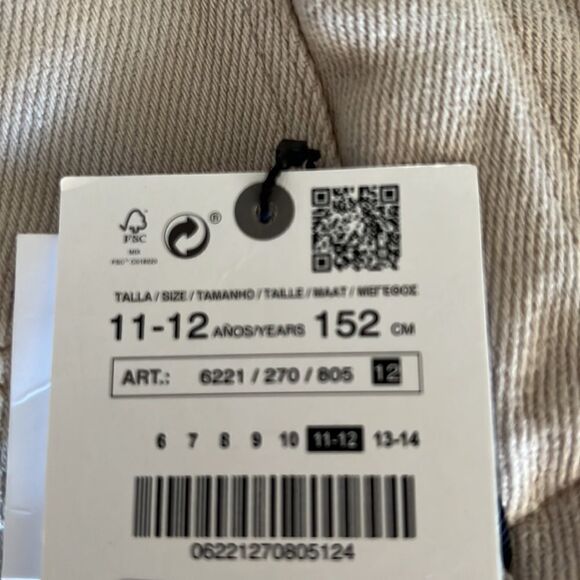 FSC
®
TALLA / SIZE / TAMANHO / TAILLE / MAAT / ΜΕΓΕΘΟΣ
11-12 AÑOS/YEARS 152 CM
ART.: 6221 / 270 / 805 12
6 7 8 9 10 11-12 13-14
06221270805124